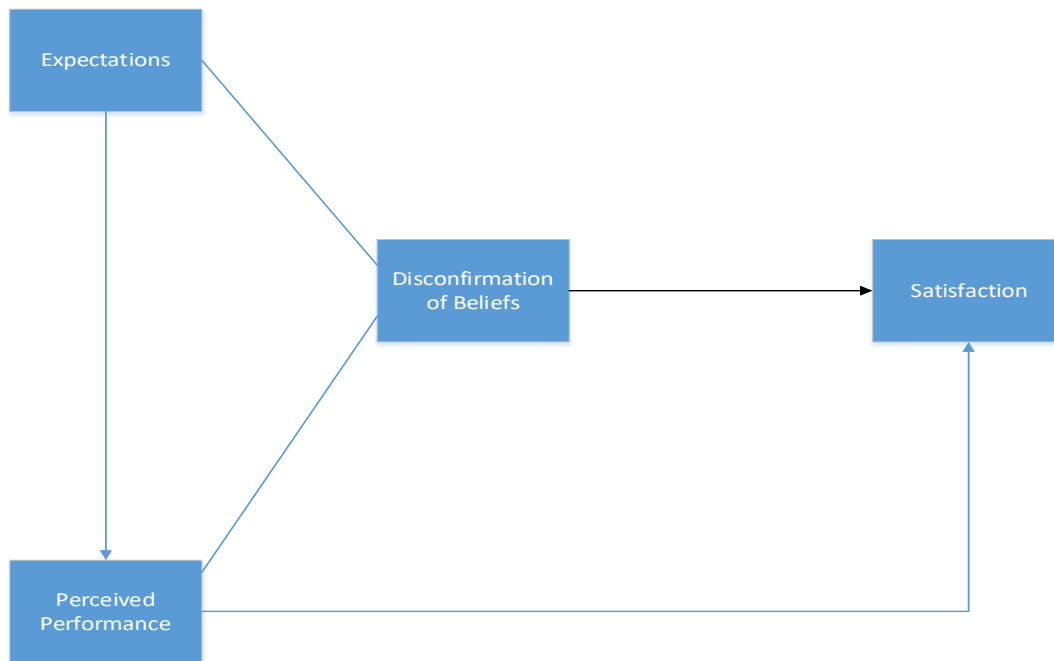 Expectations
Disconfirmation
of Beliefs
Satisfaction
Perceived
Performance